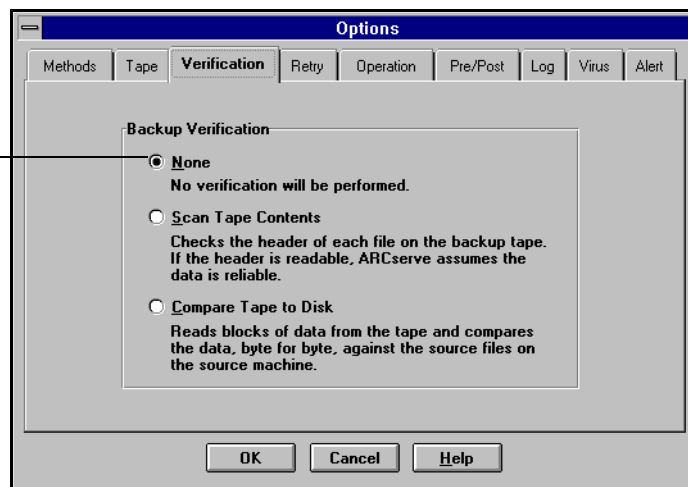 Options
Methods Tape Verification Retry Operation Pre/Post Log Virus Alert
Backup Verification
None
No verification will be performed.
Scan Tape Contents
Checks the header of each file on the backup tape.
If the header is readable, ARCserve assumes the
data is reliable.
Compare Tape to Disk
Reads blocks of data from the tape and compares
the data, byte for byte, against the source files on
the source machine.
OK Cancel Help